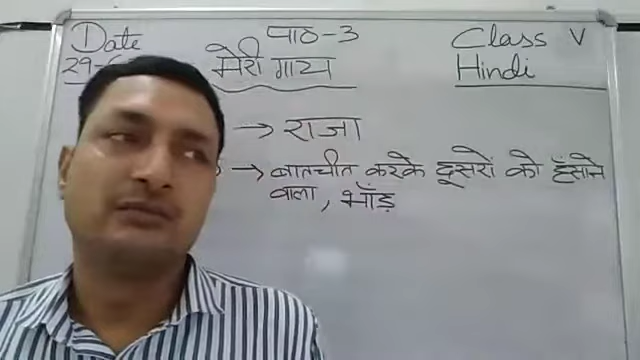 Date पाठ-3 Class V
29- मेरी गाय Hindi
→ राजा
→ बातचीत करके दूसरों को हँसाने
वाला, भाँड़